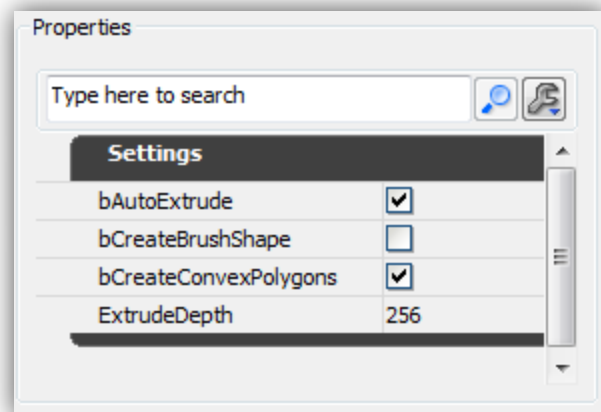 Properties
Type here to search
Settings
bAutoExtrude
bCreateBrushShape
bCreateConvexPolygons
ExtrudeDepth 256